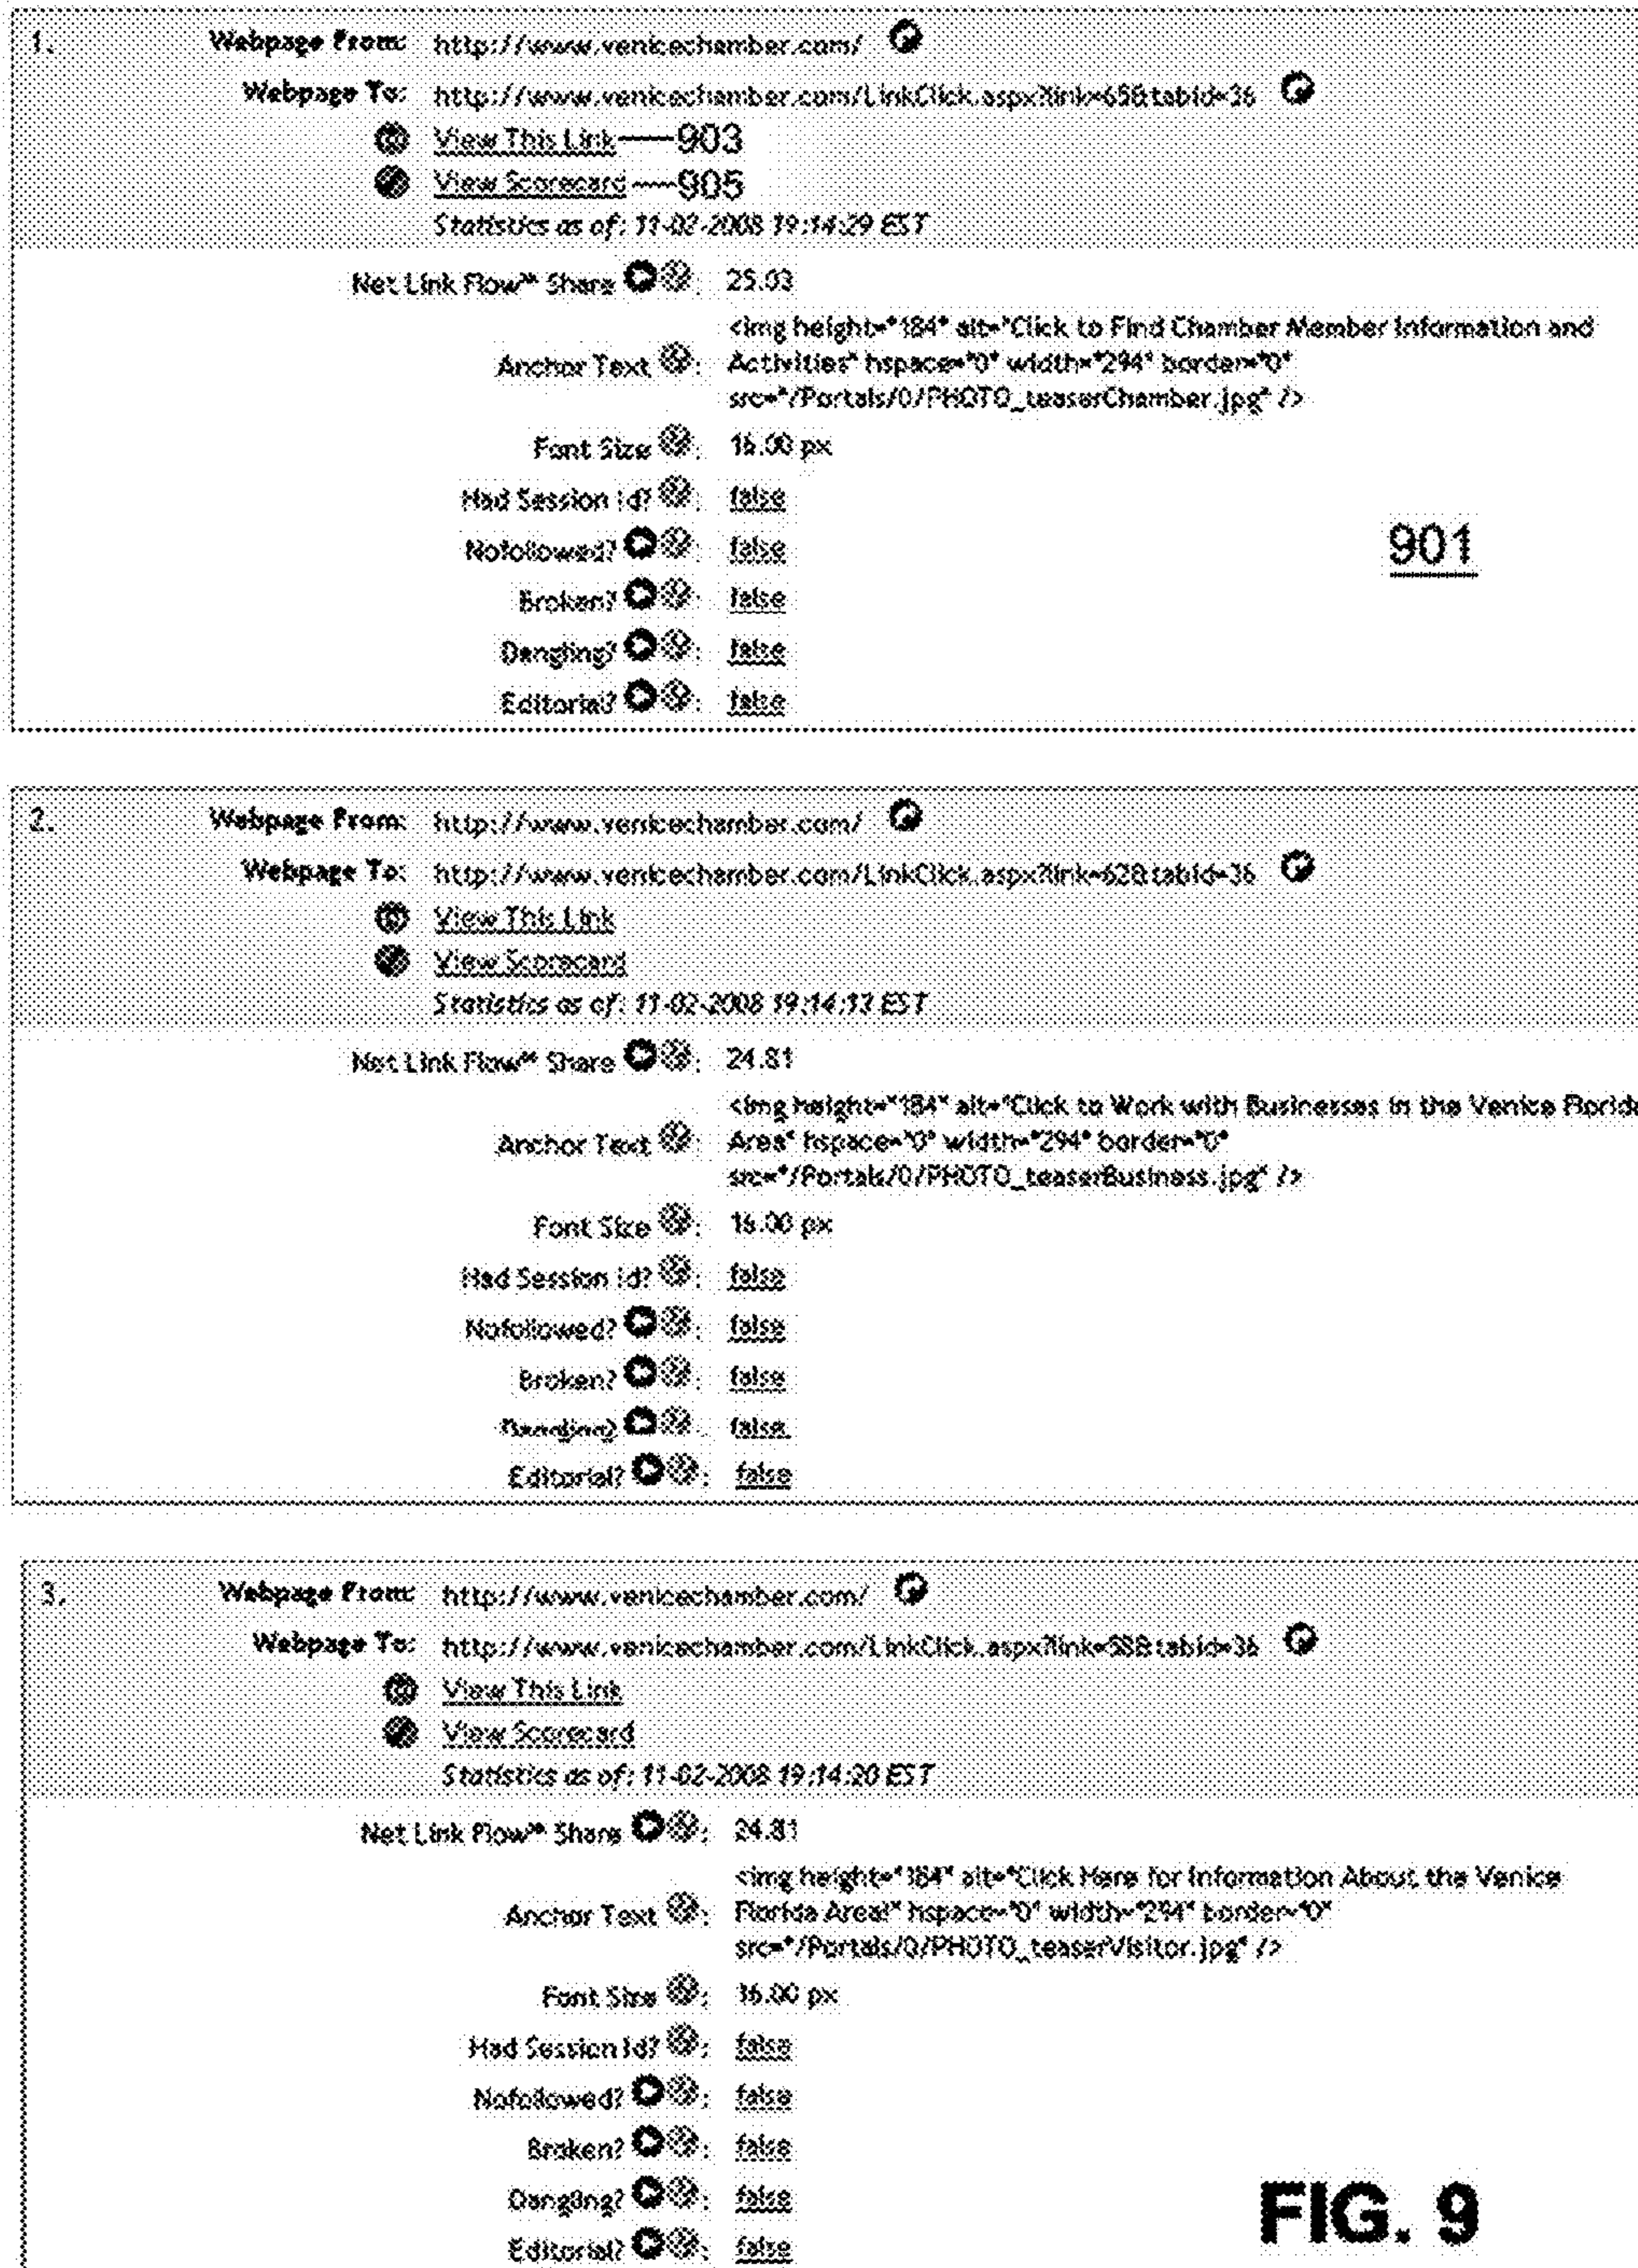 1. Webpage From: http://www.venicechamber.com/
Webpage To: http://www.venicechamber.com/LinkClick.aspx?link=65&tabid=36
View This Link 903
View Scorecard 905
Statistics as of: 11-02-2008 19:14:29 EST
Net Link Flow℠ Share : 25.03
<img height="184" alt="Click to Find Chamber Member Information and
Anchor Text : Activities" hspace="0" width="294" border="0"
src="/Portals/0/PHOTO_teaserChamber.jpg" />
Font Size : 16.00 px
Had Session Id? : false
Nofollowed? : false
901
Broken? : false
Dangling? : false
Editorial? : false
2. Webpage From: http://www.venicechamber.com/
Webpage To: http://www.venicechamber.com/LinkClick.aspx?link=62&tabid=36
View This Link
View Scorecard
Statistics as of: 11-02-2008 19:14:13 EST
Net Link Flow℠ Share : 24.81
<img height="184" alt="Click to Work with Businesses in the Venice Florida
Anchor Text : Area" hspace="0" width="294" border="0"
src="/Portals/0/PHOTO_teaserBusiness.jpg" />
Font Size : 16.00 px
Had Session Id? : false
Nofollowed? : false
Broken? : false
Dangling? : false
Editorial? : false
3. Webpage From: http://www.venicechamber.com/
Webpage To: http://www.venicechamber.com/LinkClick.aspx?link=58&tabid=36
View This Link
View Scorecard
Statistics as of: 11-02-2008 19:14:20 EST
Net Link Flow℠ Share : 24.81
<img height="184" alt="Click Here for Information About the Venice
Anchor Text : Florida Area!" hspace="0" width="294" border="0"
src="/Portals/0/PHOTO_teaserVisitor.jpg" />
Font Size : 16.00 px
Had Session Id? : false
Nofollowed? : false
Broken? : false
Dangling? : false
Editorial? : false
FIG. 9